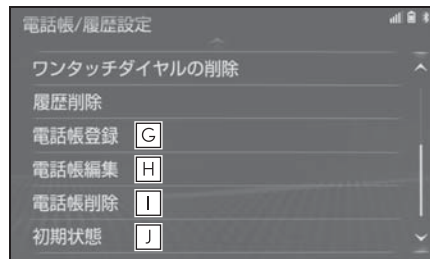 電話帳/履歴設定
ワンタッチダイヤルの削除
履歴削除
電話帳登録 G
電話帳編集 H
電話帳削除 I
初期状態 J